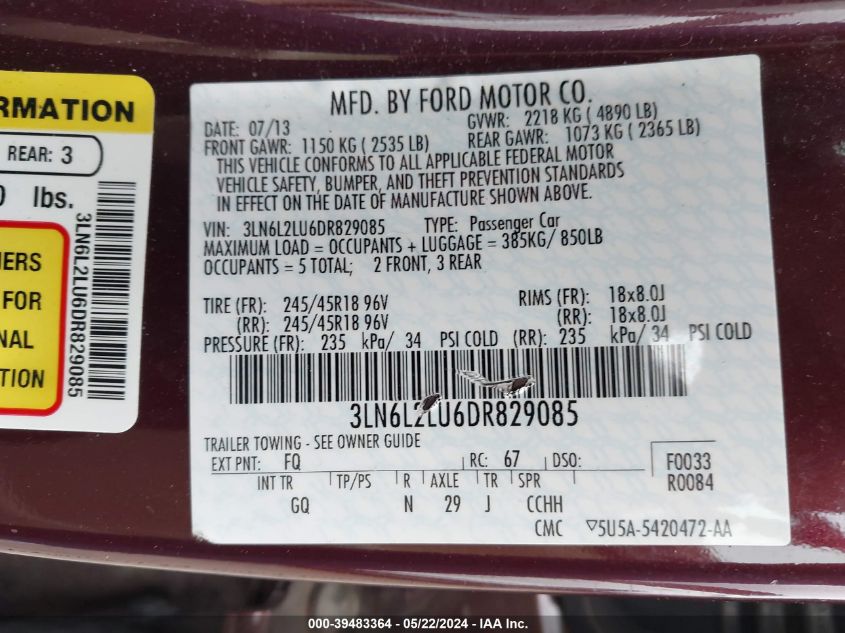 RMATION
REAR: 3
0 lbs.
3LN6L2LU6DR829085
ERS
FOR
NAL
TION
MFD. BY FORD MOTOR CO.
DATE: 07/13 GVWR: 2218 KG ( 4890 LB)
FRONT GAWR: 1150 KG ( 2535 LB) REAR GAWR: 1073 KG ( 2365 LB)
THIS VEHICLE CONFORMS TO ALL APPLICABLE FEDERAL MOTOR
VEHICLE SAFETY, BUMPER, AND THEFT PREVENTION STANDARDS
IN EFFECT ON THE DATE OF MANUFACTURE SHOWN ABOVE.
VIN: 3LN6L2LU6DR829085 TYPE: Passenger Car
MAXIMUM LOAD = OCCUPANTS + LUGGAGE = 385KG/ 850LB
OCCUPANTS = 5 TOTAL; 2 FRONT, 3 REAR
TIRE (FR): 245/45R18 96V RIMS (FR): 18x8.0J
(RR): 245/45R18 96V (RR): 18x8.0J
PRESSURE (FR): 235 kPa/ 34 PSI COLD (RR): 235 kPa/ 34 PSI COLD
3LN6L2LU6DR829085
TRAILER TOWING - SEE OWNER GUIDE
EXT PNT: FQ RC: 67 DSO: F0033
INT TR TP/PS R AXLE TR SPR R0084
GQ N 29 J CCHH
CMC ▽5U5A-5420472-AA
000-39483364 - 05/22/2024 - IAA Inc.